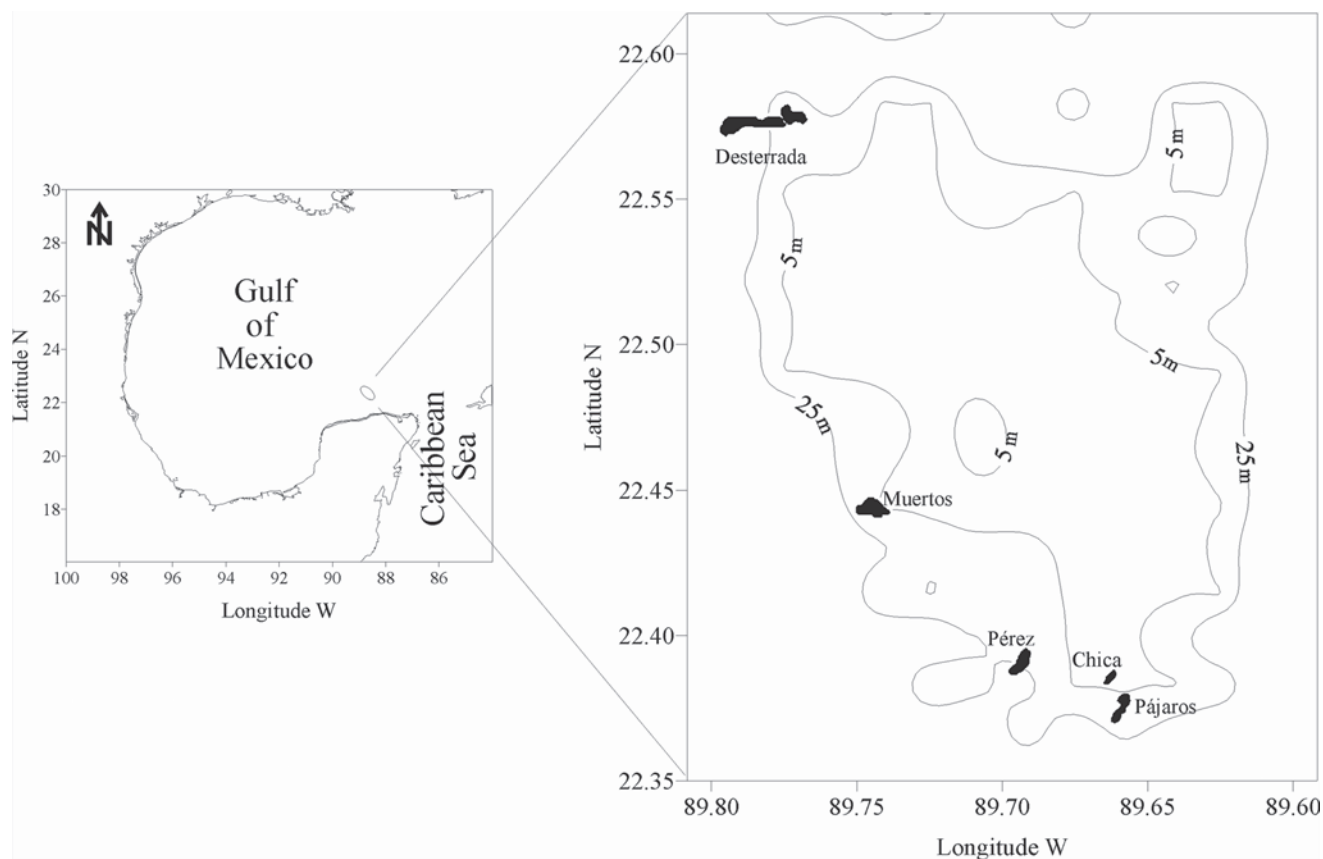 30
28
26
24
22
20
18
Latitude N
N
Gulf
of
Mexico
Caribbean
Sea
100
98
96
94
92
90
88
86
Longitude W
22.60
22.55
22.50
22.45
22.40
22.35
Latitude N
Desterrada
5 m
5 m
5m
25 m
5 m
25 m
Muertos
Pérez
Chica
Pájaros
89.80
89.75
89.70
89.65
89.60
Longitude W